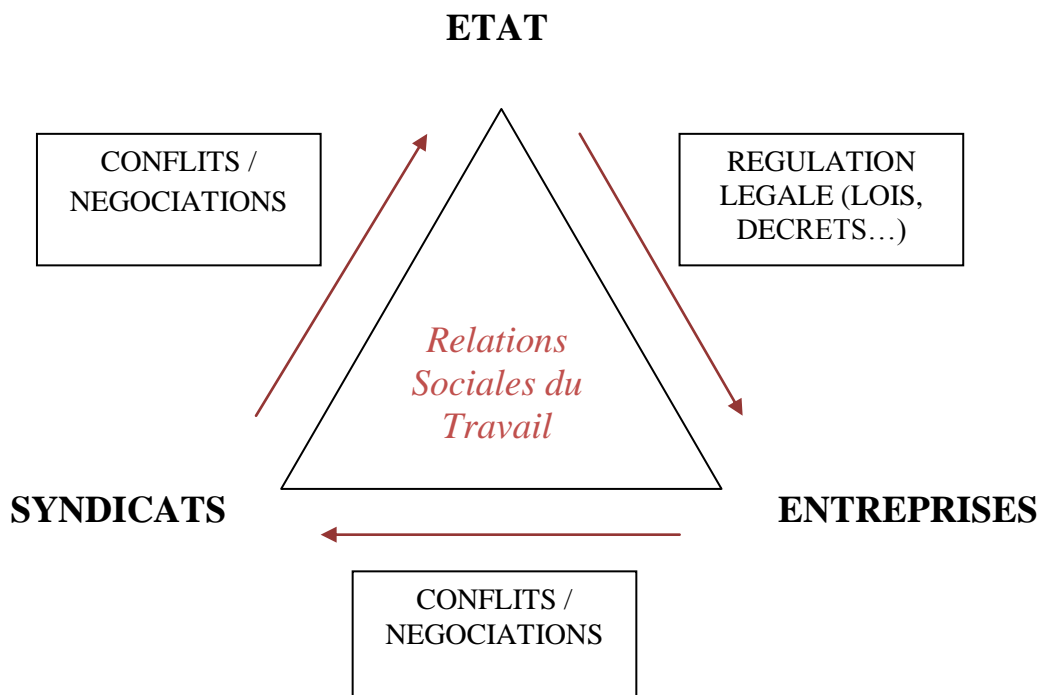 ETAT
CONFLITS /
NEGOCIATIONS
REGULATION
LEGALE (LOIS,
DECRETS…)
Relations
Sociales du
Travail
SYNDICATS
ENTREPRISES
CONFLITS /
NEGOCIATIONS